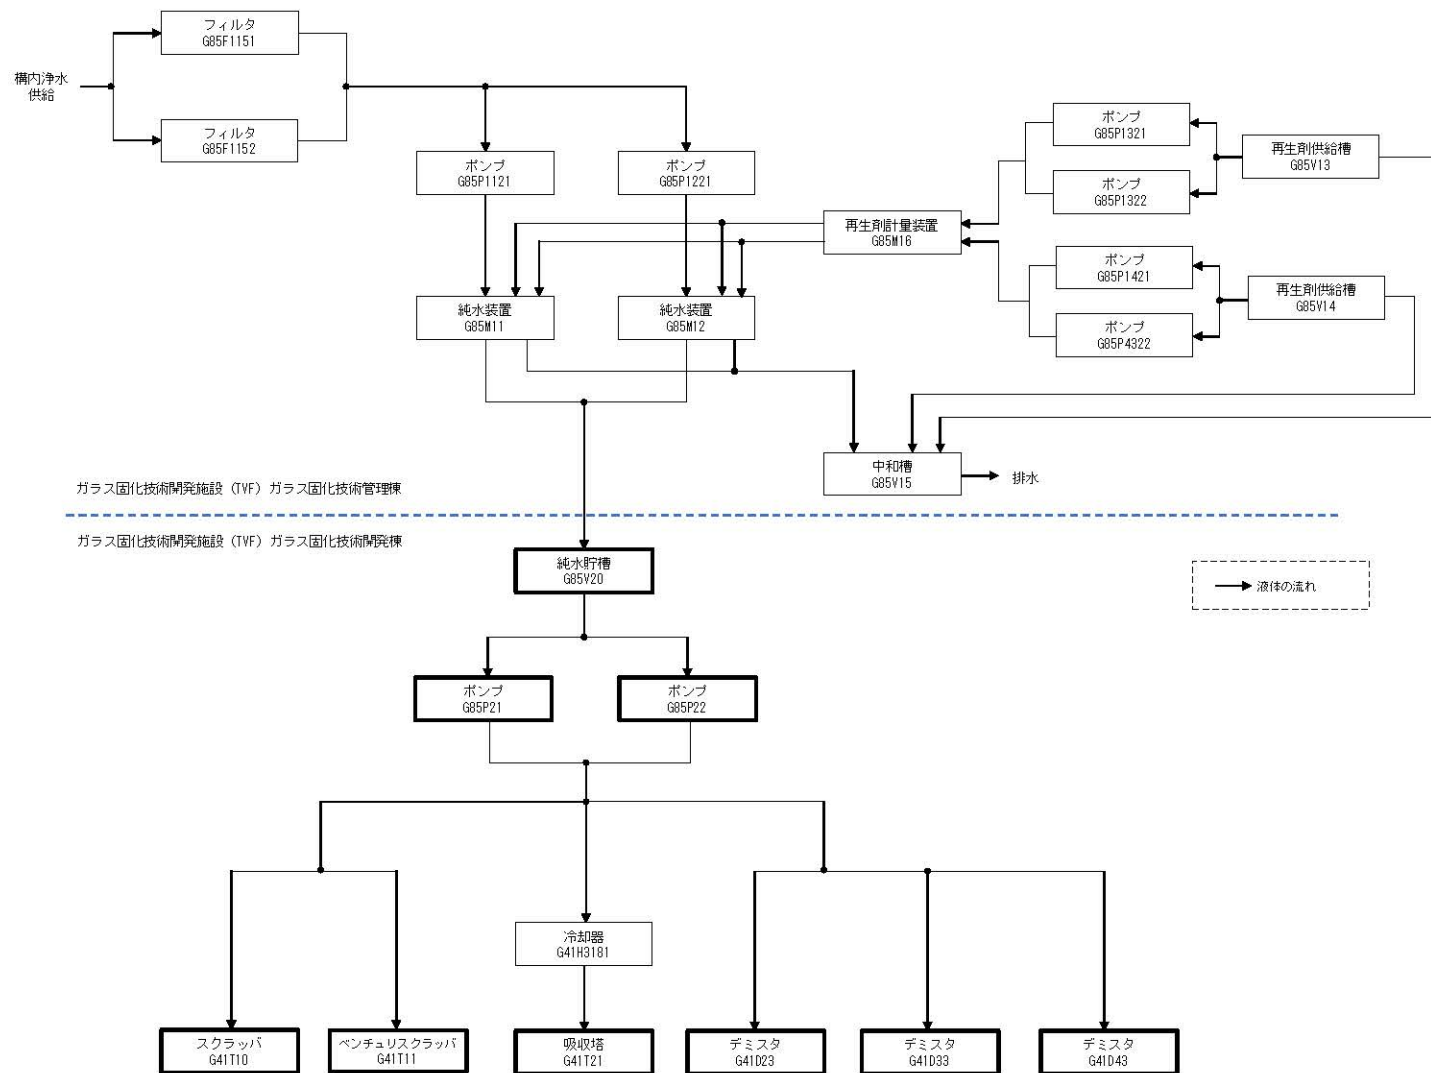 フィルタ
G85F1151
構内浄水
供給
フィルタ
G85F1152
ポンプ
G85P1121
ポンプ
G85P1221
ポンプ
G85P1321
再生剤供給槽
G85V13
ポンプ
G85P1322
再生剤計量装置
G85M16
ポンプ
G85P1421
再生剤供給槽
G85V14
純水装置
G85M11
純水装置
G85M12
ポンプ
G85P4322
中和槽
G85V15
排水
ガラス固化技術開発施設（TVF）ガラス固化技術管理棟
ガラス固化技術開発施設（TVF）ガラス固化技術開発棟
純水貯槽
G85V20
液体の流れ
ポンプ
G85P21
ポンプ
G85P22
冷却器
G41H3181
スクラッバ
G41T10
ベンチュリスクラッバ
G41T11
吸収塔
G41T21
デミスタ
G41D23
デミスタ
G41D33
デミスタ
G41D43